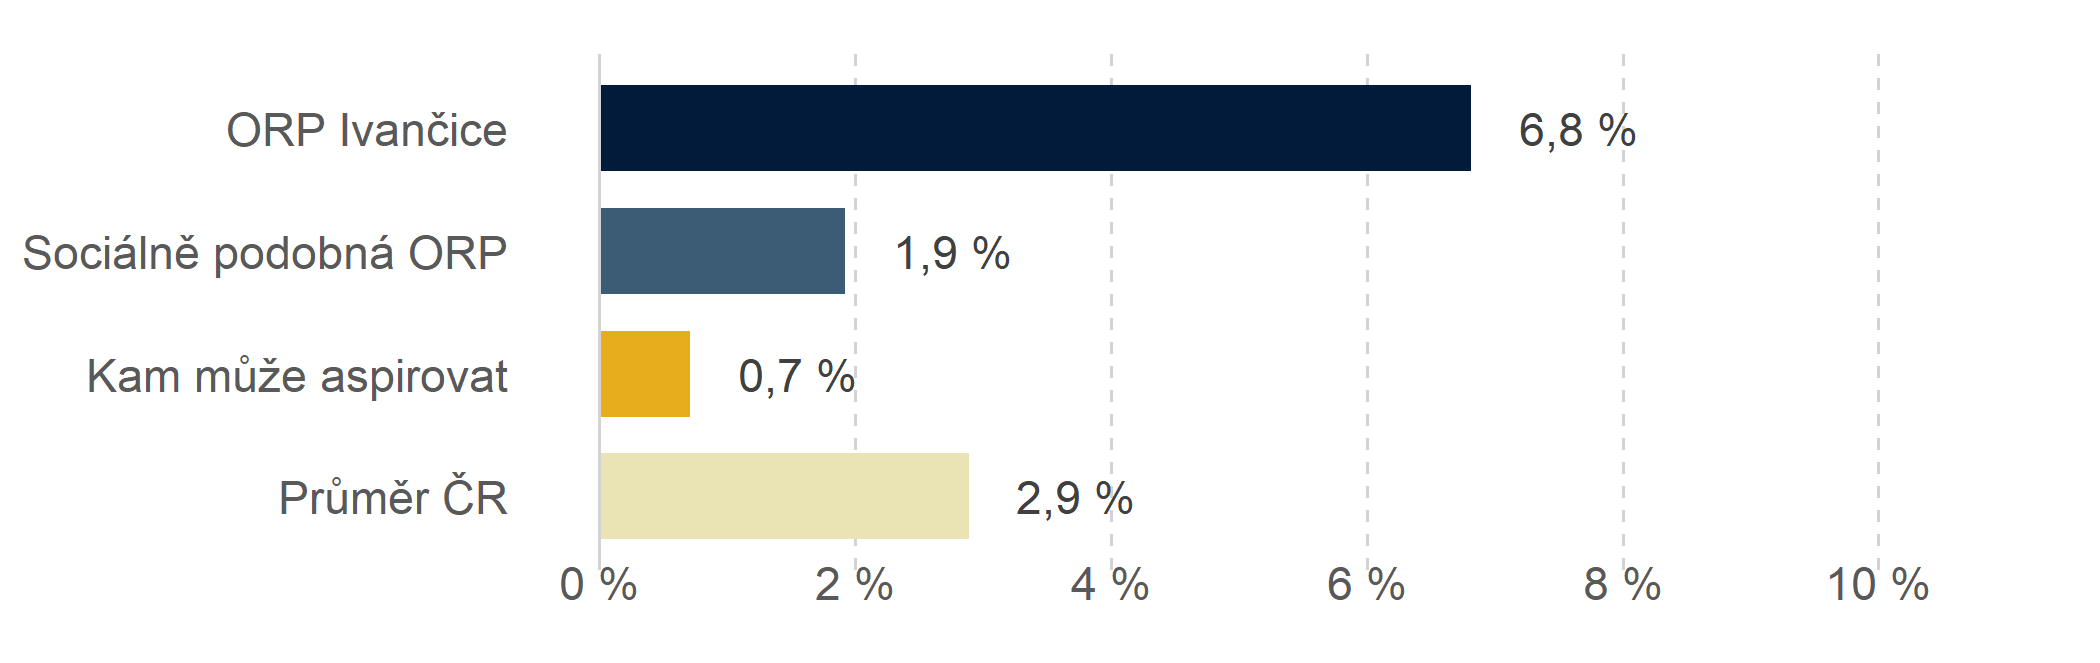 ORP Ivančice
6,8 %
Sociálně podobná ORP
1,9 %
Kam může aspirovat
0,7 %
Průměr ČR
2,9 %
0 %
2 %
4 %
6 %
8 %
10 %